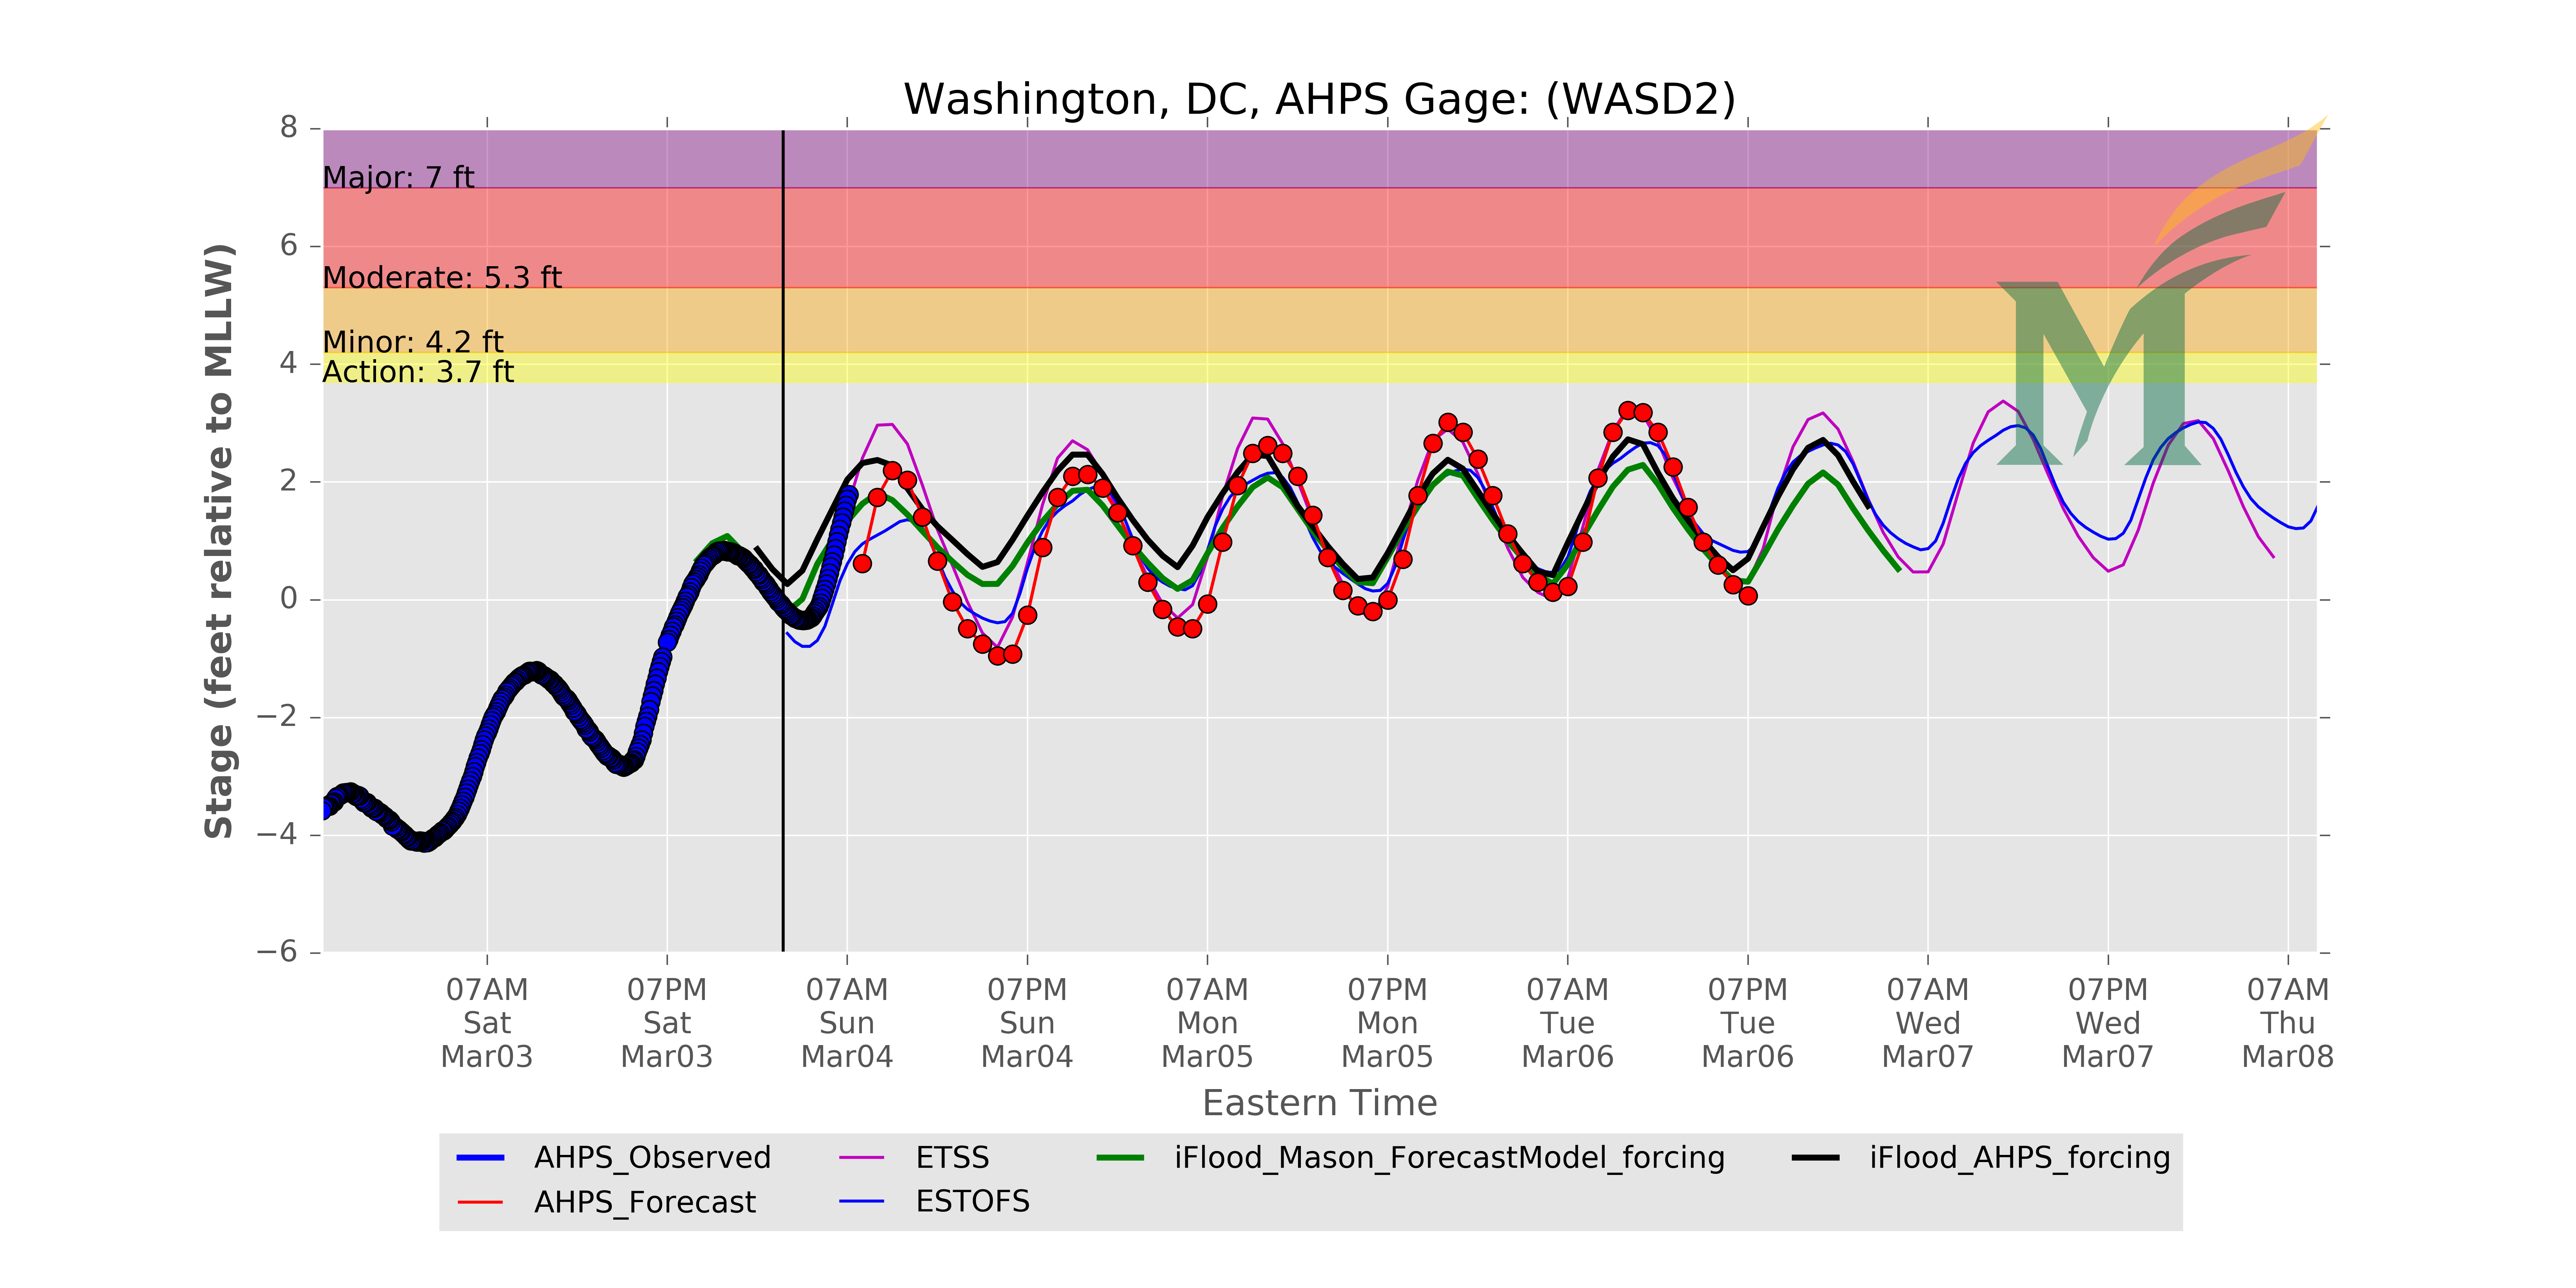 Washington, DC, AHPS Gage: (WASD2)
8
Major: 7 ft
6
Moderate: 5.3 ft
Minor: 4.2 ft
4
Action: 3.7 ft
2
0
−2
−4
−6
Stage (feet relative to MLLW)
07AM 07PM 07AM 07PM 07AM 07PM 07AM 07PM 07AM 07PM 07AM
Sat Sat Sun Sun Mon Mon Tue Tue Wed Wed Thu
Mar03 Mar03 Mar04 Mar04 Mar05 Mar05 Mar06 Mar06 Mar07 Mar07 Mar08
Eastern Time
AHPS_Observed ETSS iFlood_Mason_ForecastModel_forcing iFlood_AHPS_forcing
AHPS_Forecast ESTOFS
M